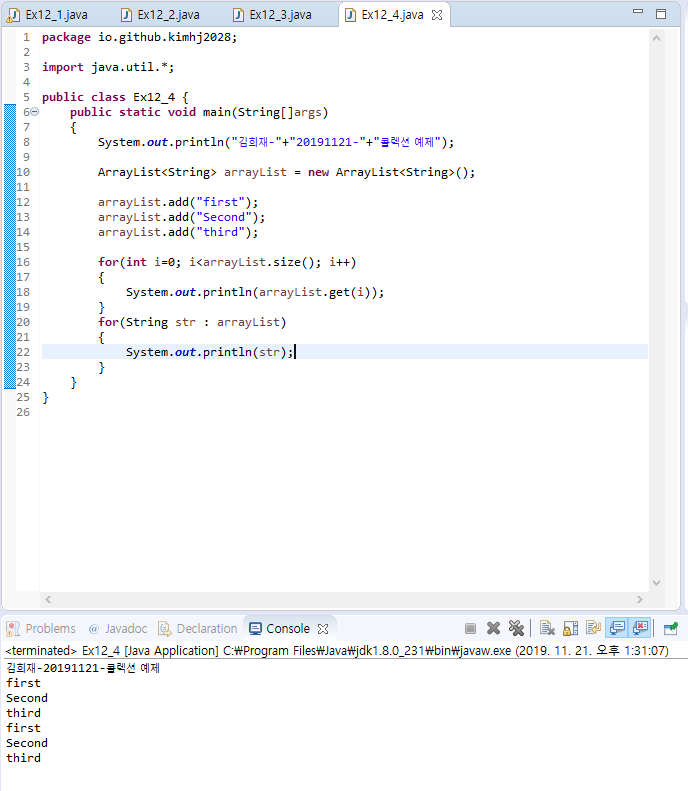 Ex12_1.java Ex12_2.java Ex12_3.java Ex12_4.java
1 package io.github.kimhj2028;
2
3 import java.util.*;
4
5 public class Ex12_4 {
6 public static void main(String[]args)
7 {
8 System.out.println("김희재-"+"20191121-"+"콜렉션 예제");
9
10 ArrayList<String> arrayList = new ArrayList<String>();
11
12 arrayList.add("first");
13 arrayList.add("Second");
14 arrayList.add("third");
15
16 for(int i=0; i<arrayList.size(); i++)
17 {
18 System.out.println(arrayList.get(i));
19 }
20 for(String str : arrayList)
21 {
22 System.out.println(str);
23 }
24 }
25 }
26
Problems @ Javadoc Declaration Console
<terminated> Ex12_4 [Java Application] C:₩Program Files₩Java₩jdk1.8.0_231₩bin₩javaw.exe (2019. 11. 21. 오후 1:31:07)
김희재-20191121-콜렉션 예제
first
Second
third
first
Second
third